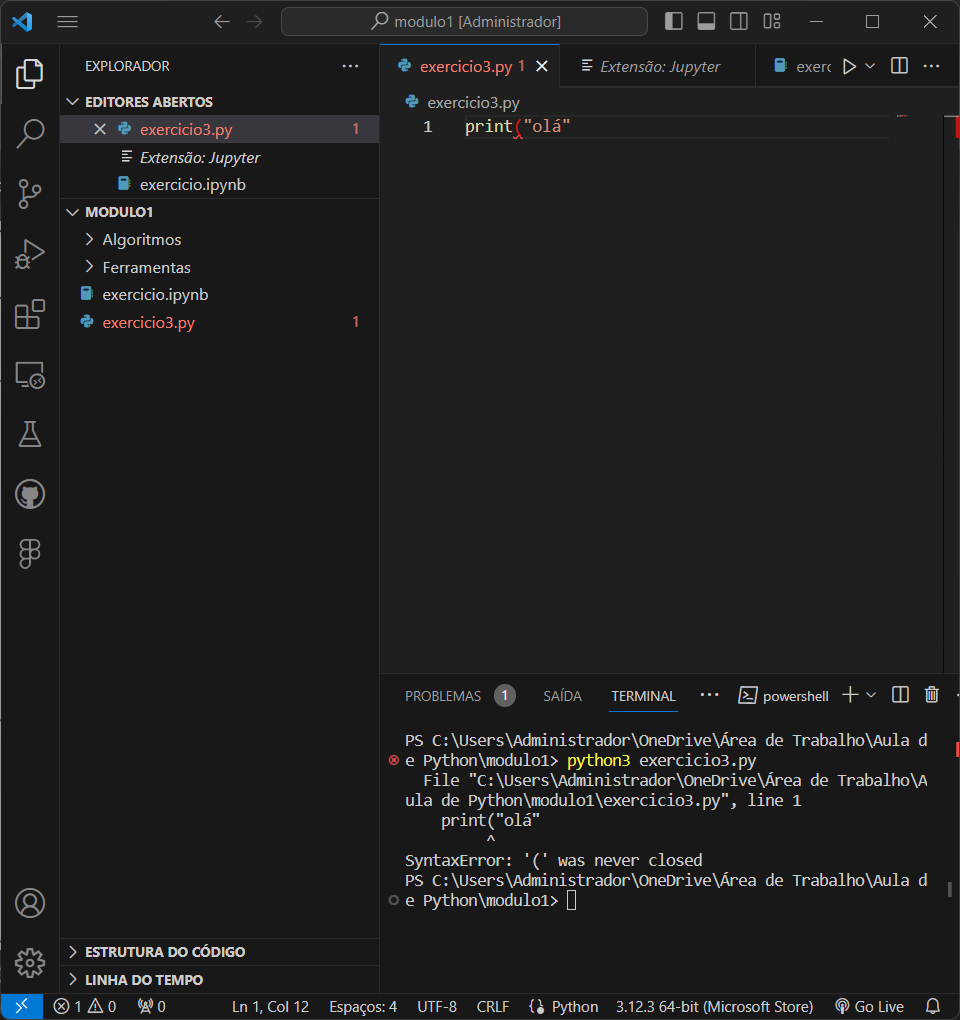 modulo1 [Administrador]
EXPLORADOR
EDITORES ABERTOS
exercicio3.py 1
Extensão: Jupyter
exercicio.ipynb
MODULO1
Algoritmos
Ferramentas
exercicio.ipynb
exercicio3.py 1
ESTRUTURA DO CÓDIGO
LINHA DO TEMPO
exercicio3.py 1
Extensão: Jupyter
exerc
exercicio3.py
1 print("olá"
PROBLEMAS 1 SAÍDA TERMINAL ··· powershell
PS C:\Users\Administrador\OneDrive\Área de Trabalho\Aula d
e Python\modulo1> python3 exercicio3.py
File "C:\Users\Administrador\OneDrive\Área de Trabalho\A
ula de Python\modulo1\exercicio3.py", line 1
print("olá"
^
SyntaxError: '(' was never closed
PS C:\Users\Administrador\OneDrive\Área de Trabalho\Aula d
e Python\modulo1>
1 0 0 Ln 1, Col 12 Espaços: 4 UTF-8 CRLF Python 3.12.3 64-bit (Microsoft Store) Go Live